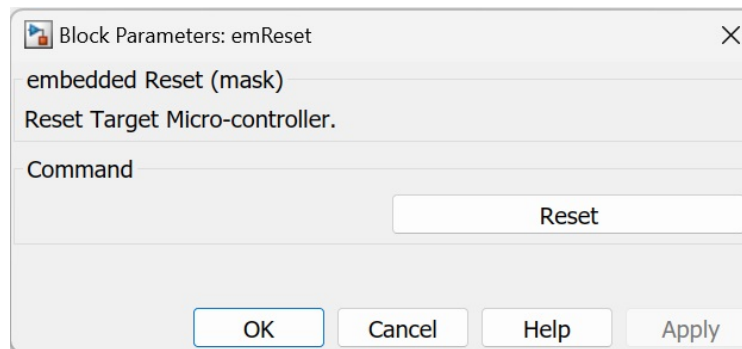 Block Parameters: emReset
embedded Reset (mask)
Reset Target Micro-controller.
Command
Reset
OK Cancel Help Apply